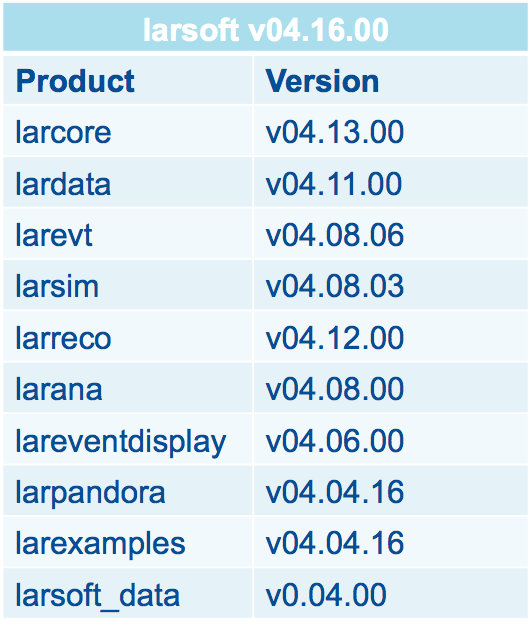 larsoft v04.16.00
Product Version
larcore v04.13.00
lardata v04.11.00
larevt v04.08.06
larsim v04.08.03
larreco v04.12.00
larana v04.08.00
lareventdisplay v04.06.00
larpandora v04.04.16
larexamples v04.04.16
larsoft_data v0.04.00